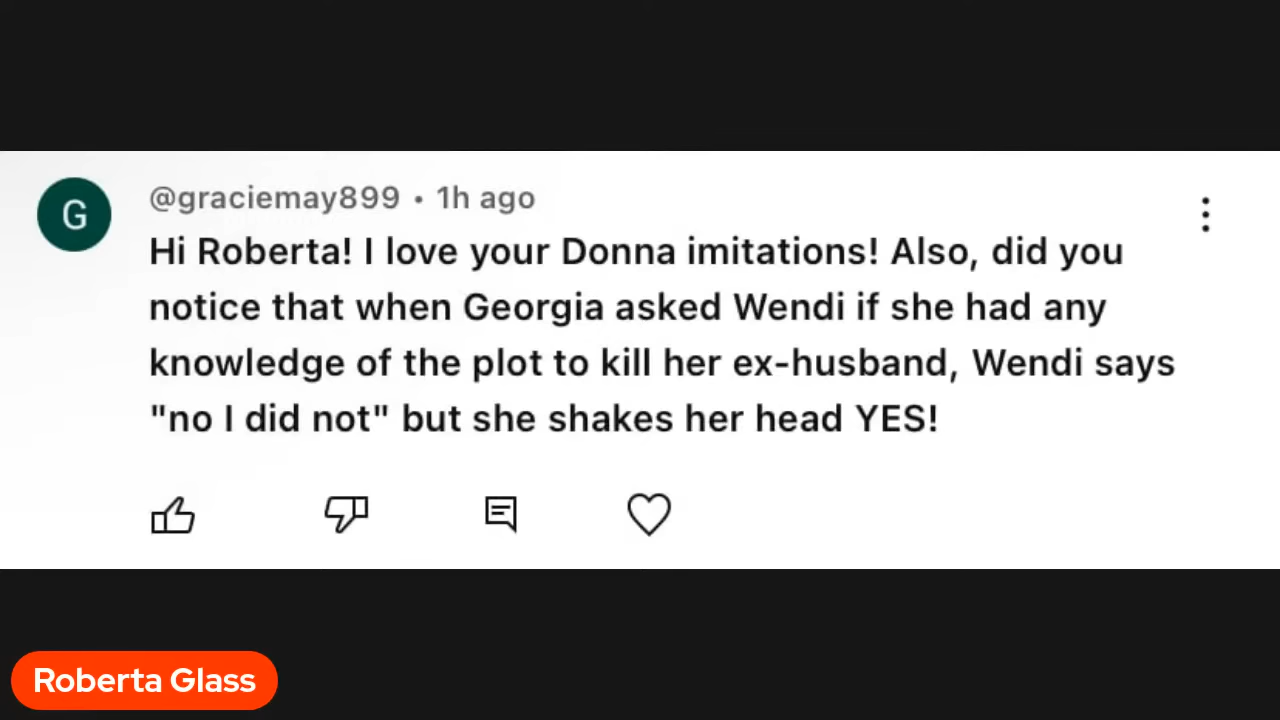 G
@graciemay899 • 1h ago
Hi Roberta! I love your Donna imitations! Also, did you
notice that when Georgia asked Wendi if she had any
knowledge of the plot to kill her ex-husband, Wendi says
"no I did not" but she shakes her head YES!
Roberta Glass